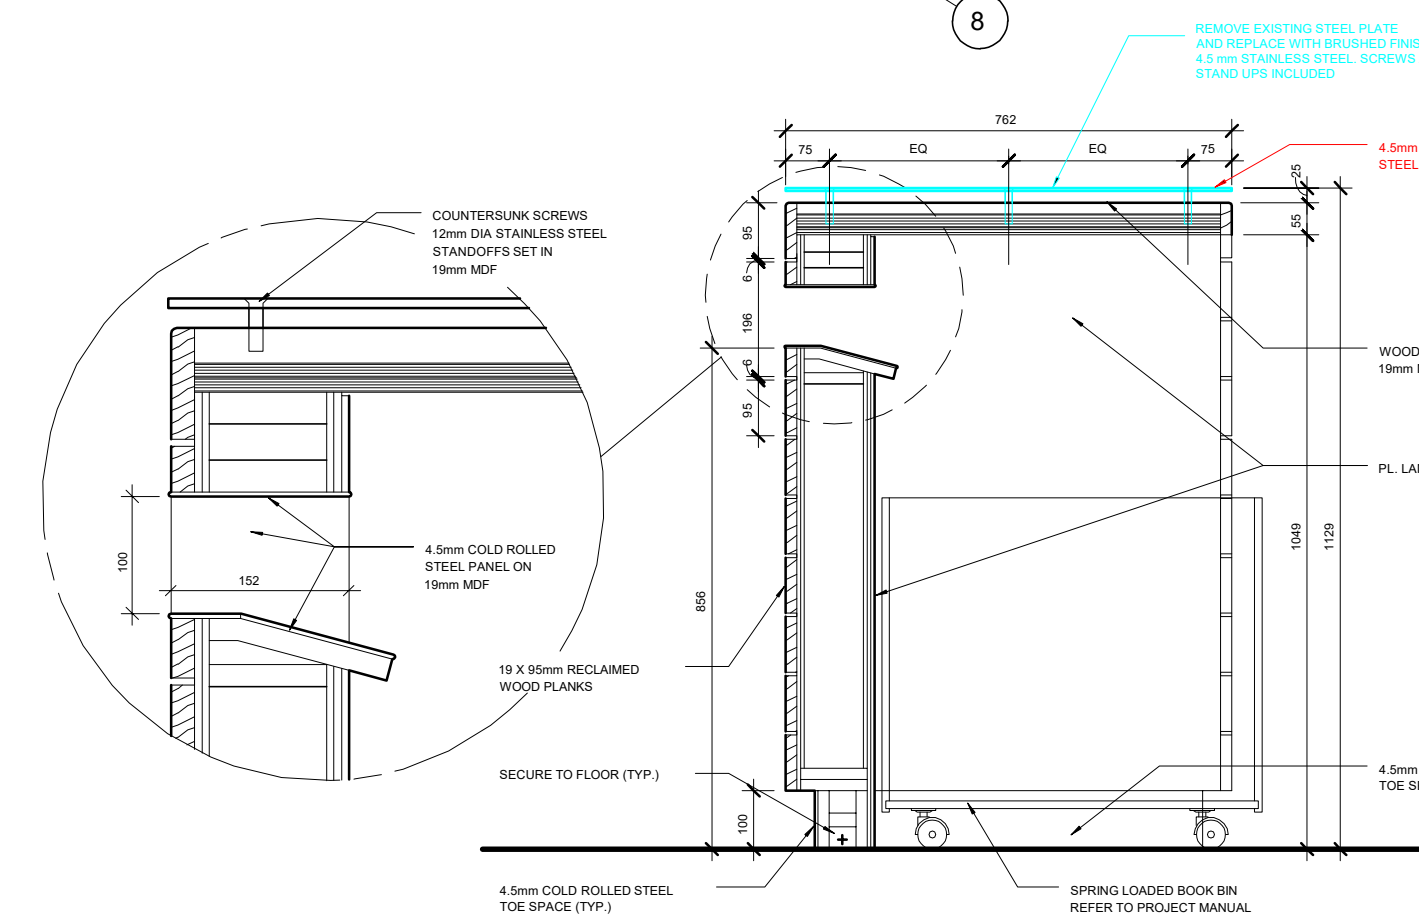 8
REMOVE EXISTING STEEL PLATE
AND REPLACE WITH BRUSHED FINIS
4.5 mm STAINLESS STEEL. SCREWS
STAND UPS INCLUDED
762
75
EQ
EQ
75
4.5mm
STEEL
25
55
COUNTERSUNK SCREWS
12mm DIA STAINLESS STEEL
STANDOFFS SET IN
19mm MDF
95
6
196
6
95
WOOD
19mm
PL. LA
100
152
4.5mm COLD ROLLED
STEEL PANEL ON
19mm MDF
856
1049
1129
19 X 95mm RECLAIMED
WOOD PLANKS
SECURE TO FLOOR (TYP.)
100
4.5mm
TOE S
4.5mm COLD ROLLED STEEL
TOE SPACE (TYP.)
SPRING LOADED BOOK BIN
REFER TO PROJECT MANUAL